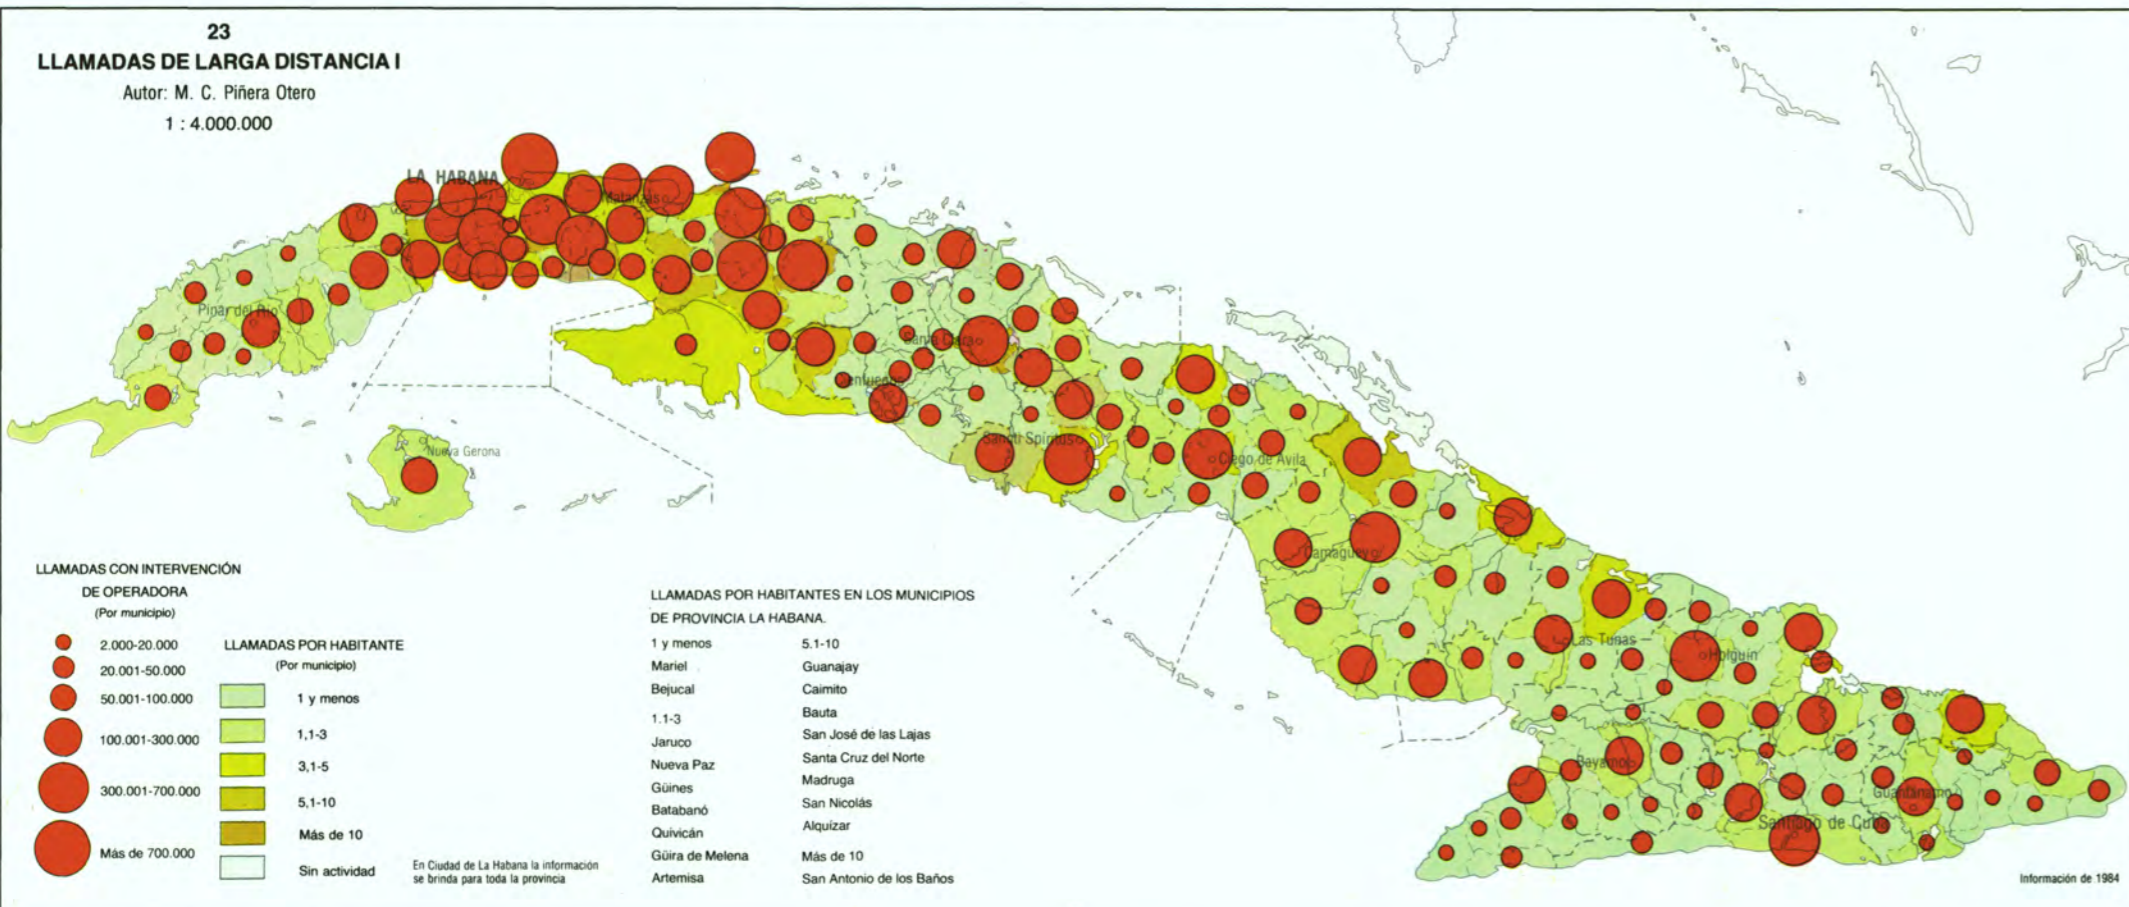 23
LLAMADAS DE LARGA DISTANCIA I
Autor: M. C. Piñera Otero
1 : 4.000.000
LA HABANA
Matanzas
Pinar del Río
Nueva Gerona
Santa Clara
Cienfuegos
Sancti Spíritus
Ciego de Avila
Camagüey
Las Tunas
Holguín
Bayamo
Guantánamo
Santiago de Cuba
LLAMADAS CON INTERVENCIÓN
DE OPERADORA
(Por municipio)
2.000-20.000
20.001-50.000
50.001-100.000
100.001-300.000
300.001-700.000
Más de 700.000
LLAMADAS POR HABITANTE
(Por municipio)
1 y menos
1,1-3
3,1-5
5,1-10
Más de 10
Sin actividad
En Ciudad de La Habana la información
se brinda para toda la provincia
LLAMADAS POR HABITANTES EN LOS MUNICIPIOS
DE PROVINCIA LA HABANA.
1 y menos
Mariel
Bejucal
1.1-3
Jaruco
Nueva Paz
Güines
Batabanó
Quivicán
Güira de Melena
Artemisa
5.1-10
Guanajay
Caimito
Bauta
San José de las Lajas
Santa Cruz del Norte
Madruga
San Nicolás
Alquízar
Más de 10
San Antonio de los Baños
Información de 1984